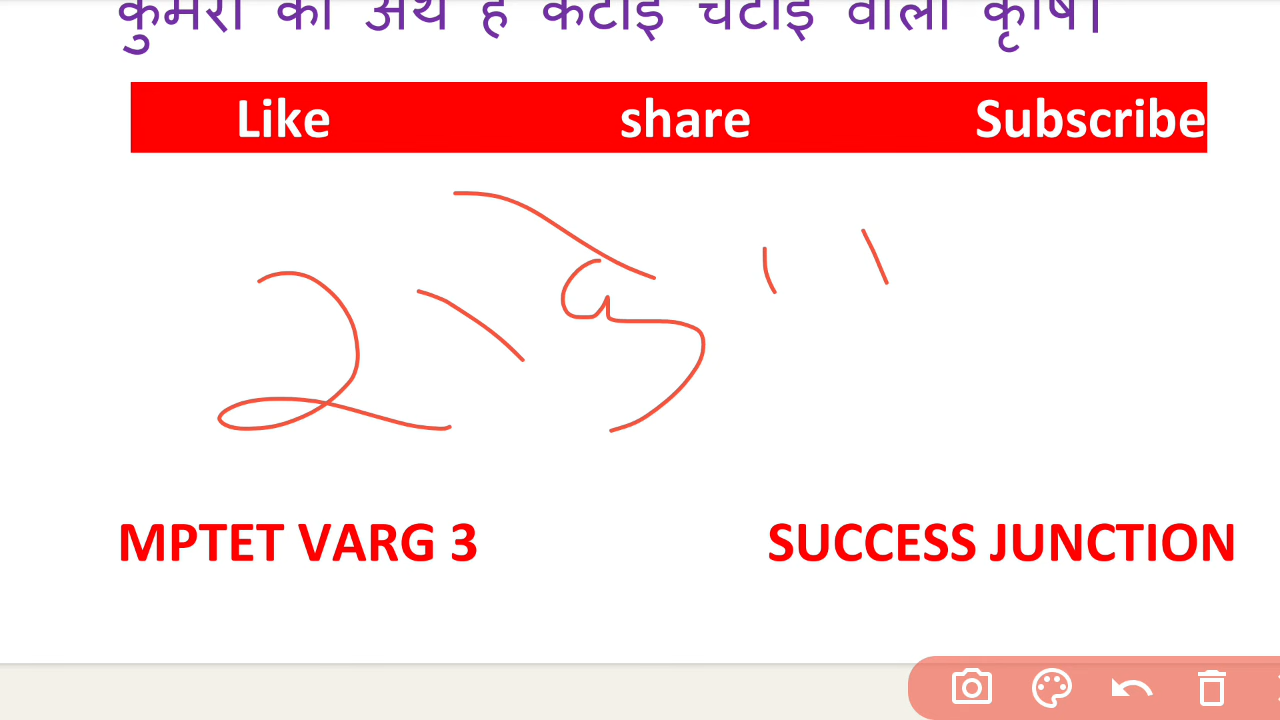 कुमरी का अर्थ है कटाई चटाई वाली कृषि।
Like share Subscribe
MPTET VARG 3 SUCCESS JUNCTION